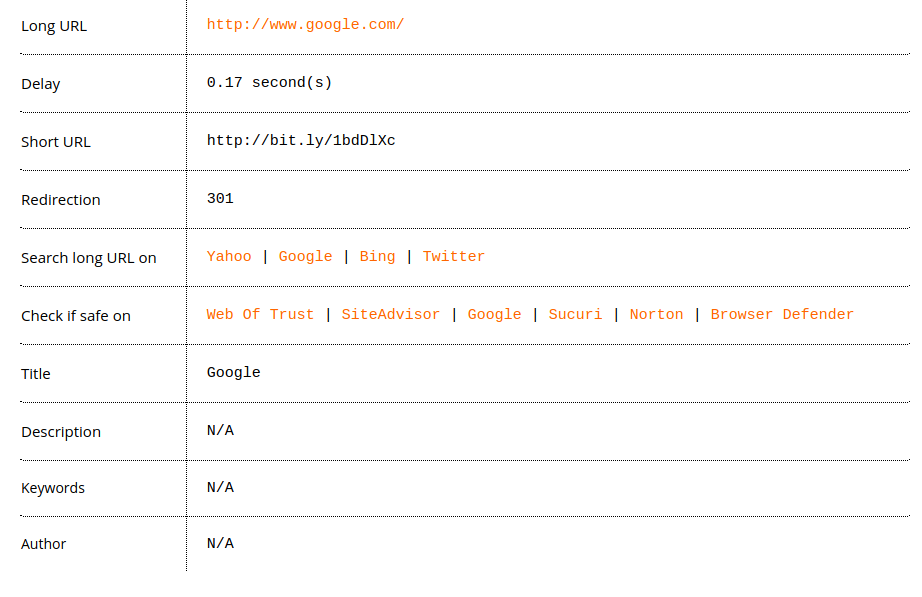 Long URL http://www.google.com/
Delay 0.17 second(s)
Short URL http://bit.ly/1bdDlXc
Redirection 301
Search long URL on Yahoo | Google | Bing | Twitter
Check if safe on Web Of Trust | SiteAdvisor | Google | Sucuri | Norton | Browser Defender
Title Google
Description N/A
Keywords N/A
Author N/A